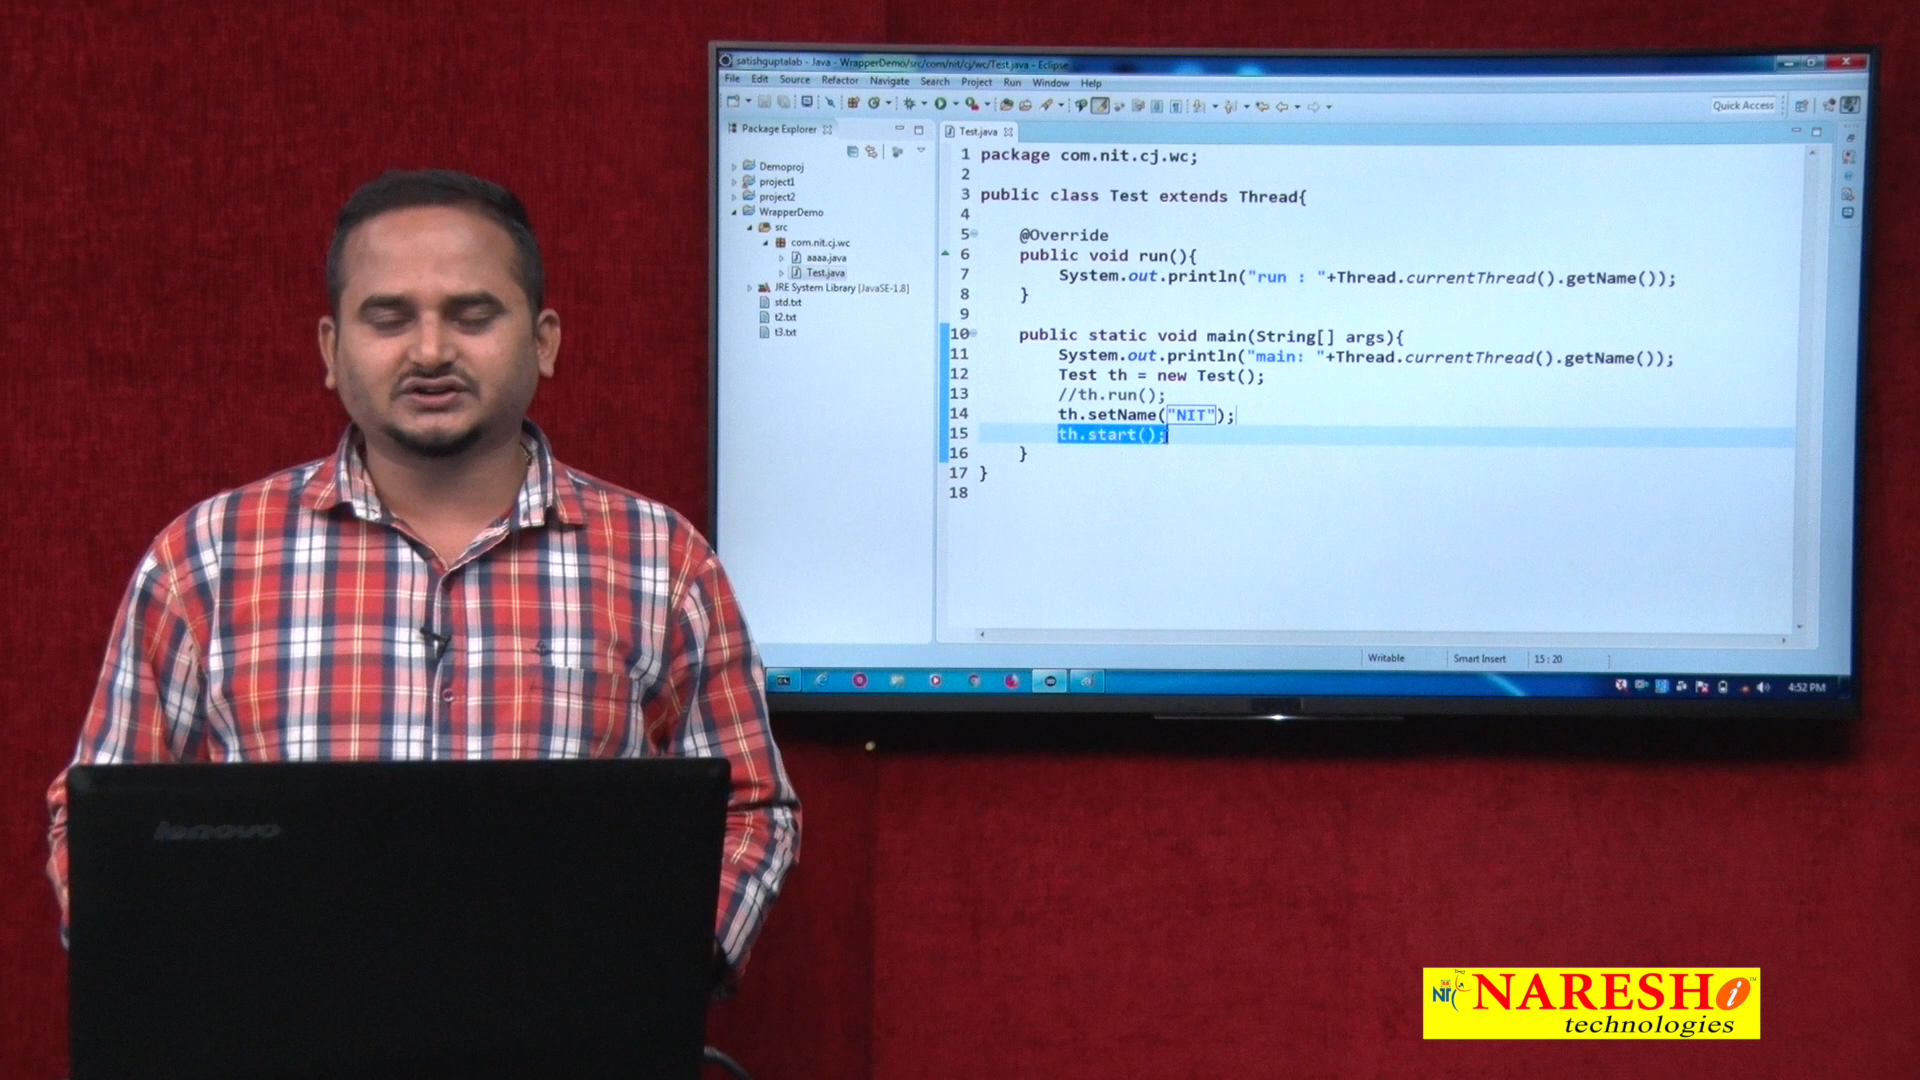 satishguptalab - Java - WrapperDemo/src/com/nit/cj/wc/Test.java - Eclipse
File Edit Source Refactor Navigate Search Project Run Window Help
Quick Access
Package Explorer
Demoproj
project1
project2
WrapperDemo
src
com.nit.cj.wc
aaaa.java
Test.java
JRE System Library [JavaSE-1.8]
std.txt
t2.txt
t3.txt
Test.java
1 package com.nit.cj.wc;
2
3 public class Test extends Thread{
4
5 @Override
6 public void run(){
7 System.out.println("run : "+Thread.currentThread().getName());
8 }
9
10 public static void main(String[] args){
11 System.out.println("main: "+Thread.currentThread().getName());
12 Test th = new Test();
13 //th.run();
14 th.setName("NIT");
15 th.start();
16 }
17 }
18
Writable Smart Insert 15 : 20
4:52 PM
lenovo
NIT NARESH i ™
technologies